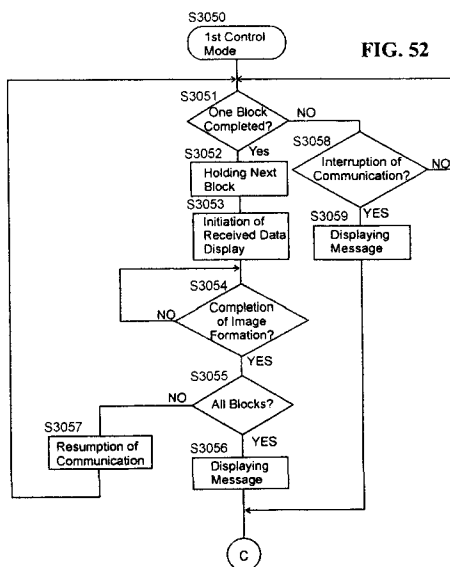 S3050
1st Control
Mode
FIG. 52
S3051
One Block
Completed?
NO
Yes
S3058
Interruption of
Communication?
NO
YES
S3052
Holding Next
Block
S3053
Initiation of
Received Data
Display
S3059
Displaying
Message
S3054
Completion
of Image
Formation?
NO
YES
S3055
All Blocks?
NO
YES
S3057
Resumption of
Communication
S3056
Displaying
Message
C